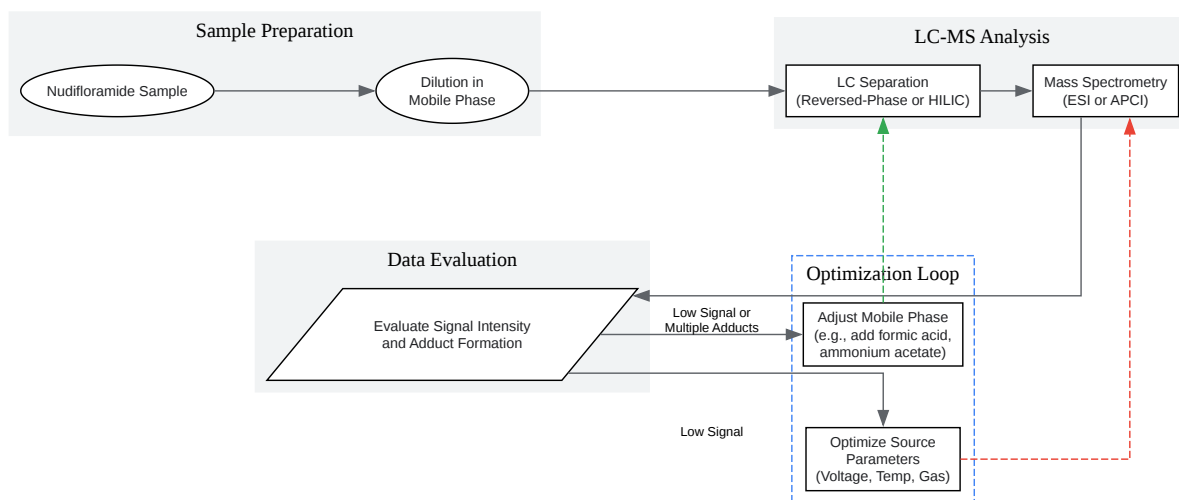 Sample Preparation
Nudifloramide Sample
Dilution in
Mobile Phase
LC-MS Analysis
LC Separation
(Reversed-Phase or HILIC)
Mass Spectrometry
(ESI or APCI)
Data Evaluation
Evaluate Signal Intensity
and Adduct Formation
Low Signal or
Multiple Adducts
Optimization Loop
Adjust Mobile Phase
(e.g., add formic acid,
ammonium acetate)
Low Signal
Optimize Source
Parameters
(Voltage, Temp, Gas)